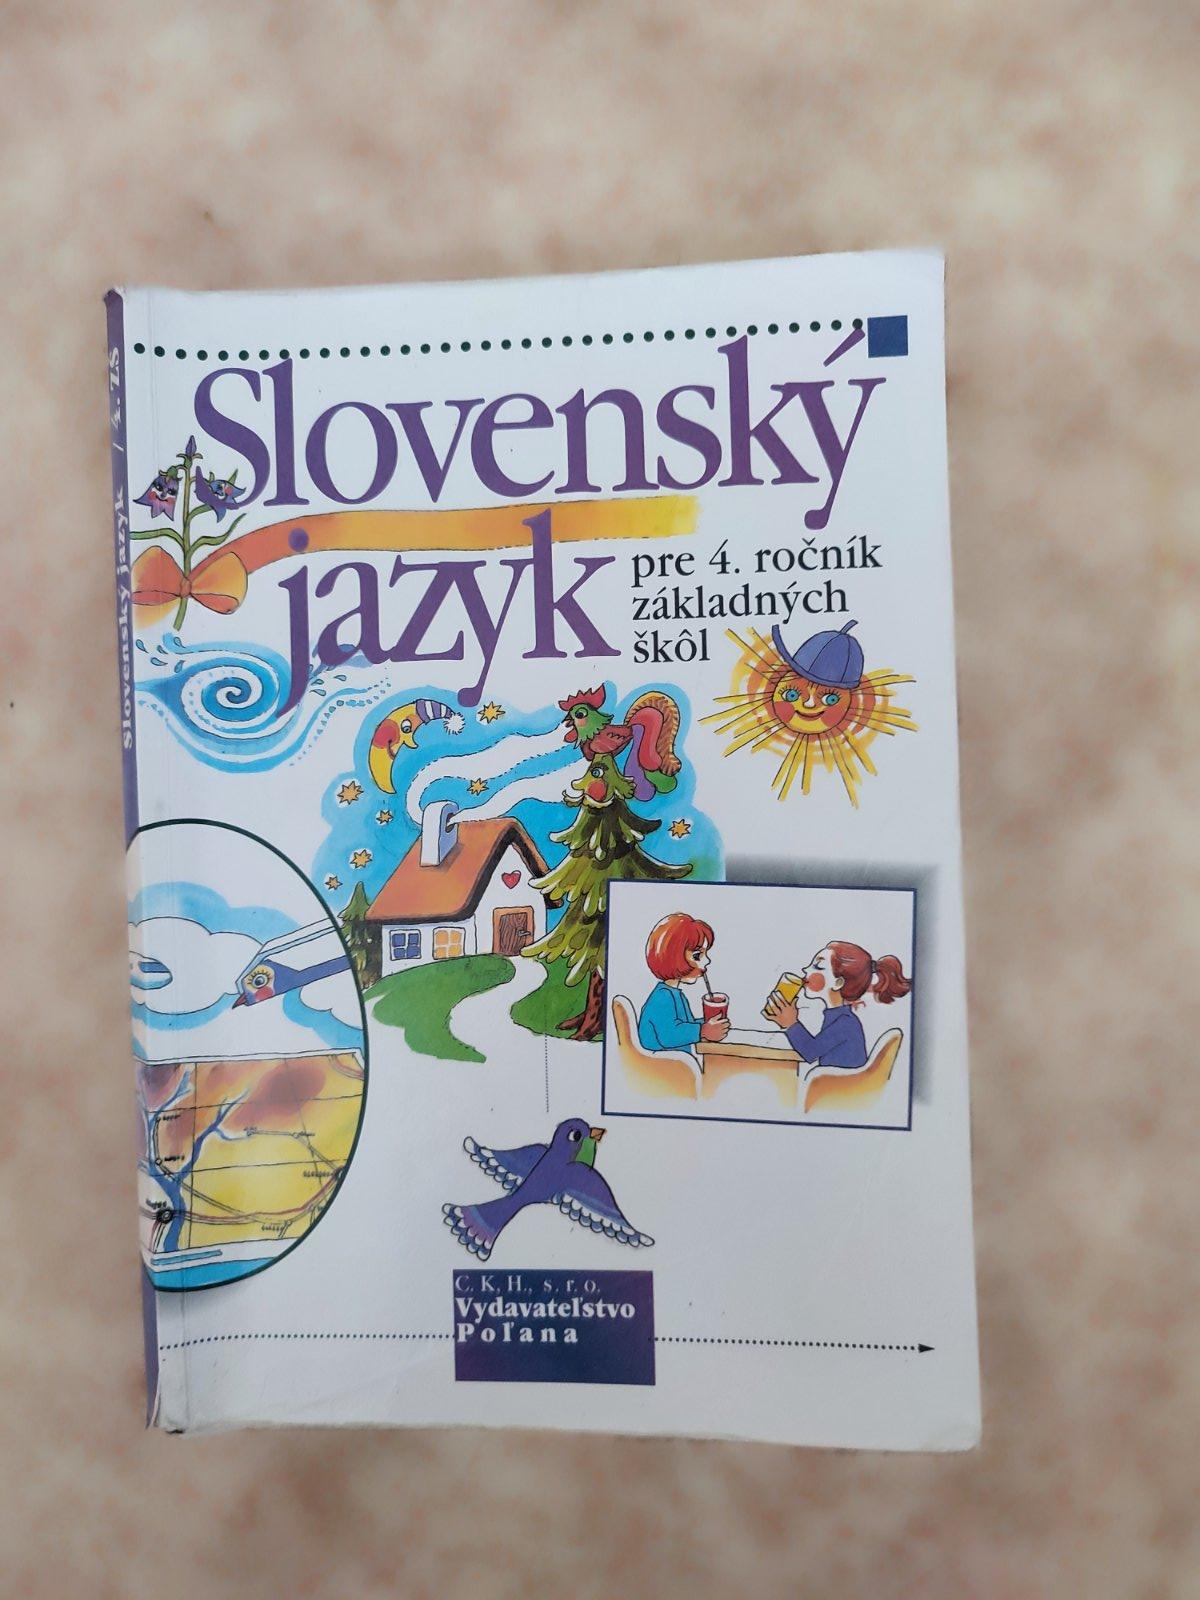 Slovenský
jazyk
pre 4. ročník
základných
škôl
Slovenský jazyk / 4. ZŠ
C. K. H., s. r. o.
Vydavateľstvo
Poľana